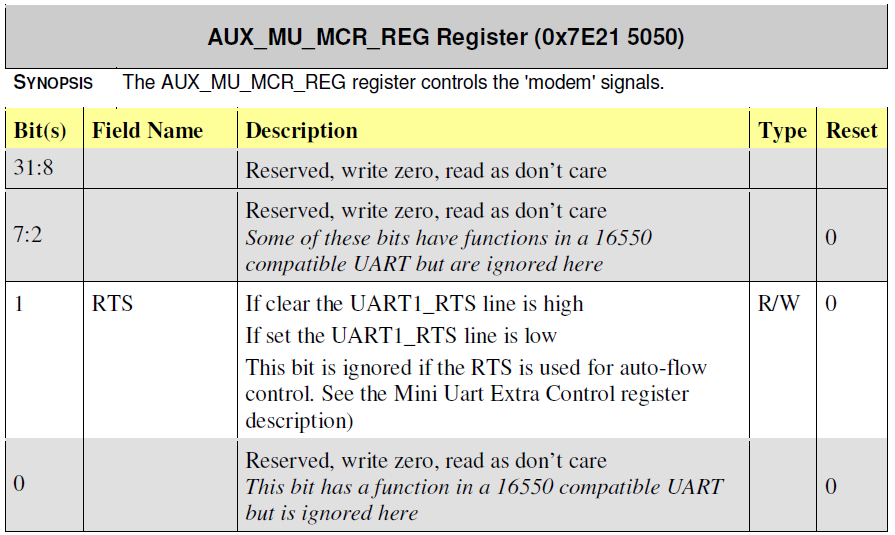 AUX_MU_MCR_REG Register (0x7E21 5050)
SYNOPSIS The AUX_MU_MCR_REG register controls the 'modem' signals.
Bit(s) Field Name Description Type Reset
31:8 Reserved, write zero, read as don’t care
Reserved, write zero, read as don’t care
7:2 Some of these bits have functions in a 16550 0
compatible UART but are ignored here
1 RTS If clear the UART1_RTS line is high R/W 0
If set the UART1_RTS line is low
This bit is ignored if the RTS is used for auto-flow
control. See the Mini Uart Extra Control register
description)
Reserved, write zero, read as don’t care
0 This bit has a function in a 16550 compatible UART 0
but is ignored here